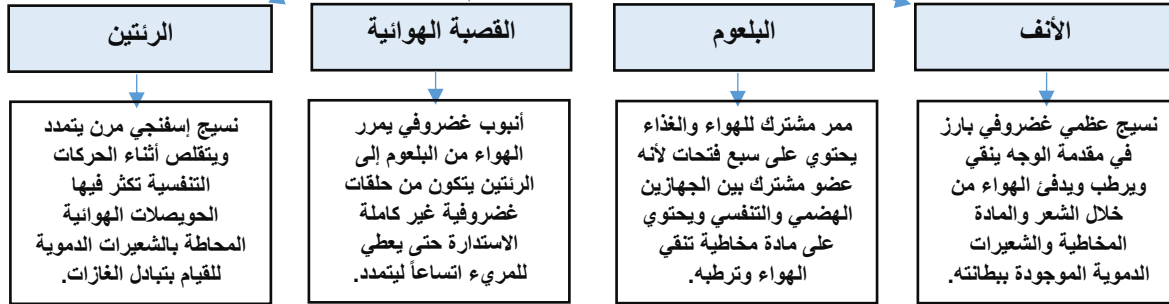 الأنف
نسيج عظمي غضروفي بارز
في مقدمة الوجه ينقي
ويرطب ويدفئ الهواء من
خلال الشعر والمادة
المخاطية والشعيرات
الدموية الموجودة ببطانته.
البلعوم
ممر مشترك للهواء والغذاء
يحتوي على سبع فتحات لأنه
عضو مشترك بين الجهازين
الهضمي والتنفسي ويحتوي
على مادة مخاطية تنقي
الهواء وترطبه.
القصبة الهوائية
أنبوب غضروفي يمرر
الهواء من البلعوم إلى
الرئتين يتكون من حلقات
غضروفية غير كاملة
الاستدارة حتى يعطي
للمريء اتساعاً ليتمدد.
الرئتين
نسيج إسفنجي مرن يتمدد
ويتقلص أثناء الحركات
التنفسية تكثر فيها
الحويصلات الهوائية
المحاطة بالشعيرات الدموية
للقيام بتبادل الغازات.